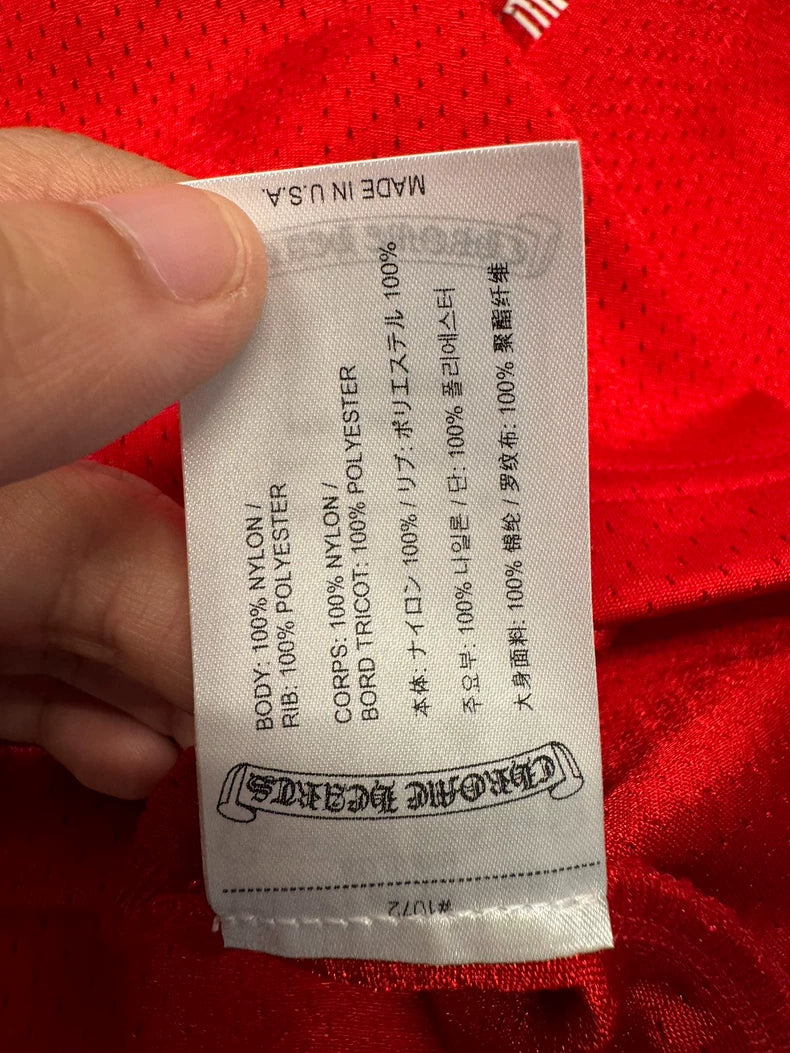 MADE IN U.S.A.
BODY: 100% NYLON /
RIB: 100% POLYESTER
CORPS: 100% NYLON /
BORD TRICOT: 100% POLYESTER
本体: ナイロン 100% / リブ: ポリエステル 100%
주요부: 100% 나일론 / 단: 100% 폴리에스터
大身面料: 100% 锦纶 / 罗纹布: 100% 聚酯纤维
CHROME HEARTS
#1072